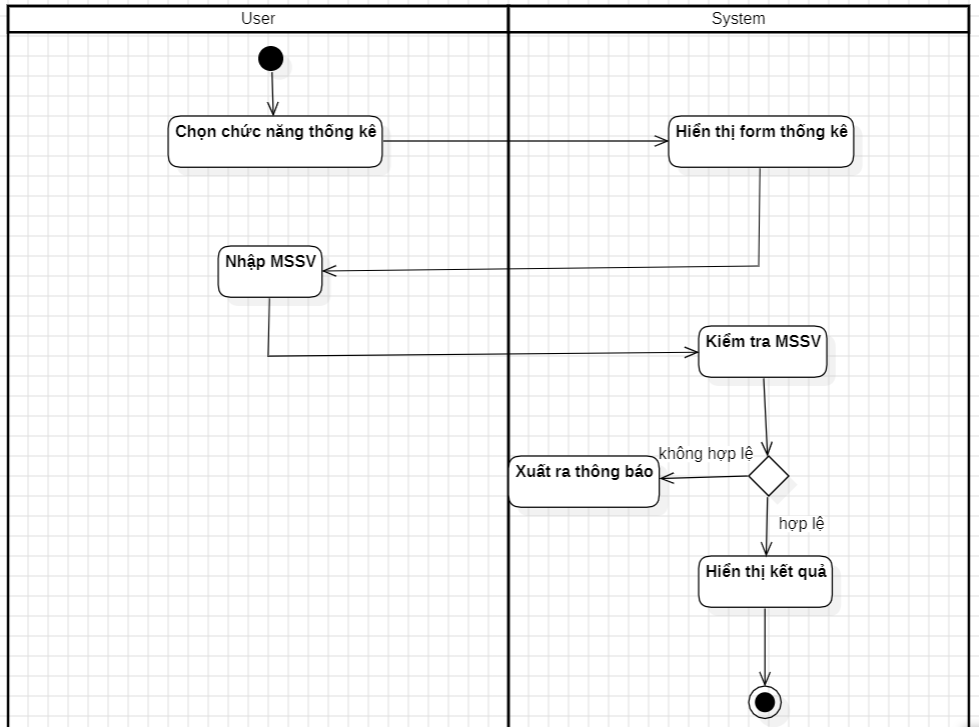 User
System
Chọn chức năng thống kê
Hiển thị form thống kê
Nhập MSSV
Kiểm tra MSSV
không hợp lệ
Xuất ra thông báo
hợp lệ
Hiển thị kết quả